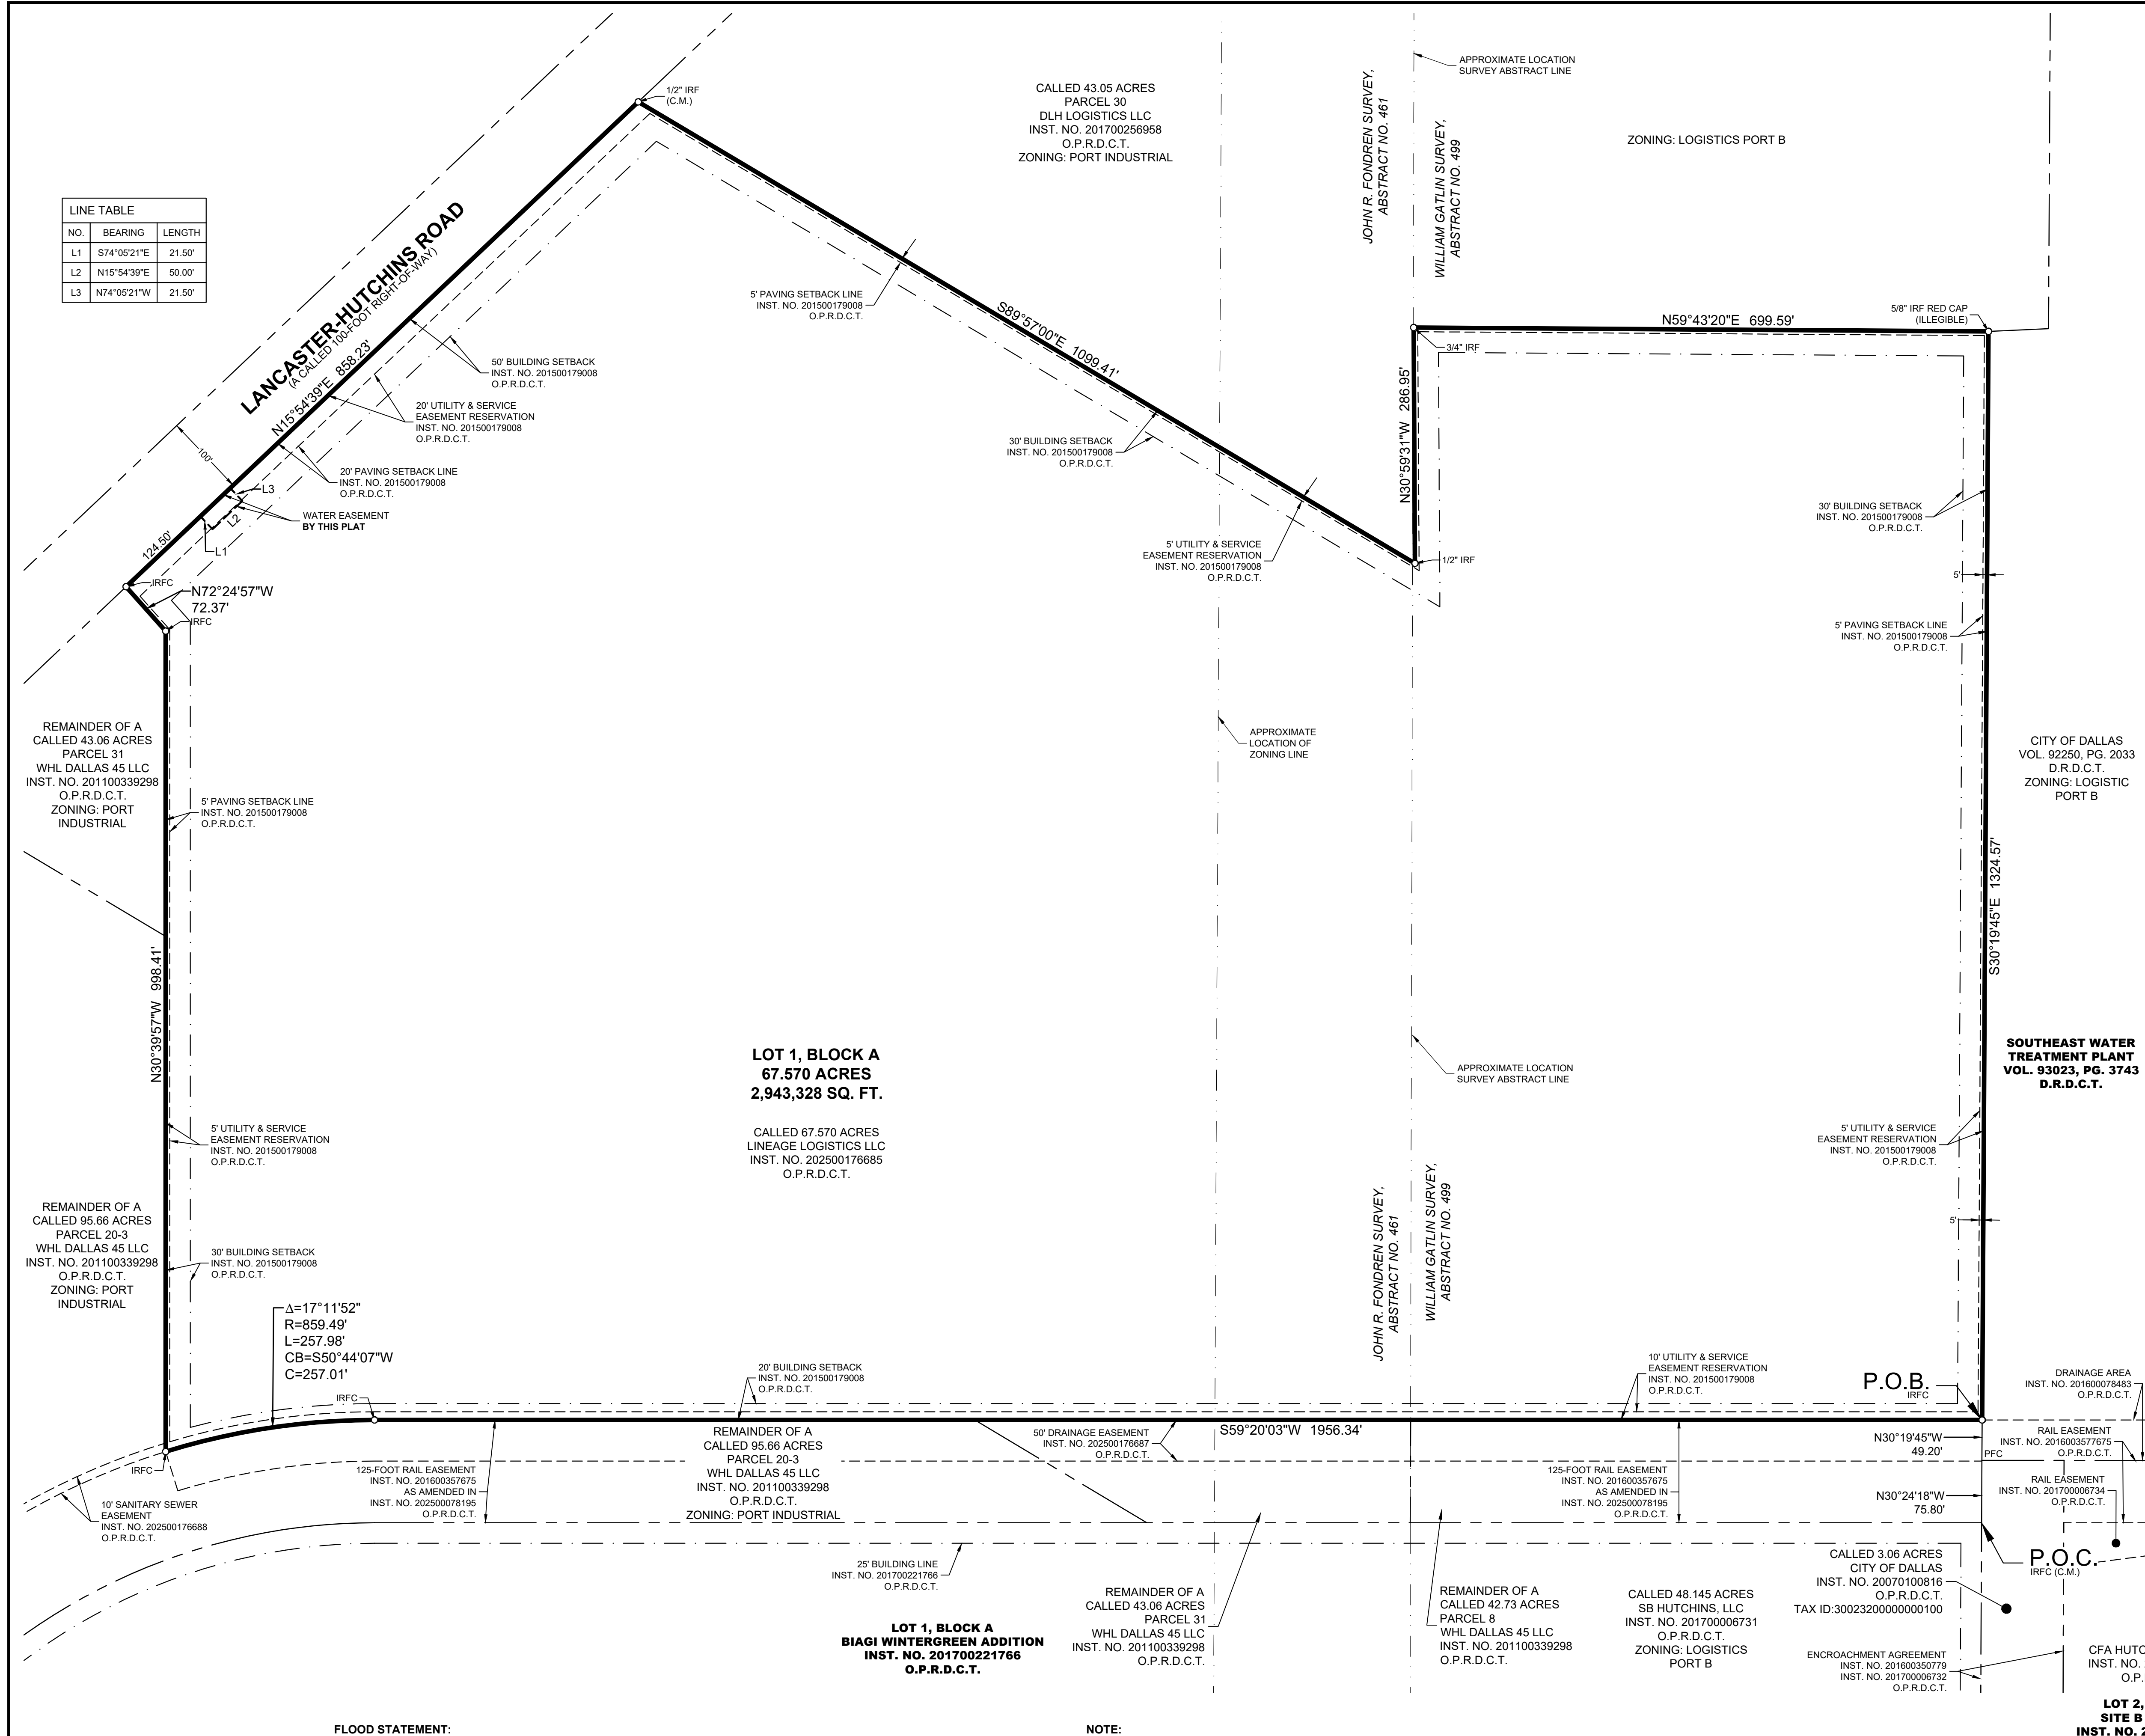 1/2" IRF
(C.M.)
CALLED 43.05 ACRES
PARCEL 30
DLH LOGISTICS LLC
INST. NO. 201700256958
O.P.R.D.C.T.
ZONING: PORT INDUSTRIAL
APPROXIMATE LOCATION
SURVEY ABSTRACT LINE
JOHN R. FONDREN SURVEY,
ABSTRACT NO. 461
WILLIAM GATLIN SURVEY,
ABSTRACT NO. 499
ZONING: LOGISTICS PORT B
LINE TABLE
NO. BEARING LENGTH
L1 S74°05'21"E 21.50'
L2 N15°54'39"E 50.00'
L3 N74°05'21"W 21.50'
LANCASTER-HUTCHINS ROAD
(A CALLED 100-FOOT RIGHT-OF-WAY)
N15°54'39"E 858.23'
5' PAVING SETBACK LINE
INST. NO. 201500179008
O.P.R.D.C.T.
S89°57'00"E 1099.41'
5/8" IRF RED CAP
(ILLEGIBLE)
N59°43'20"E 699.59'
3/4" IRF
50' BUILDING SETBACK
INST. NO. 201500179008
O.P.R.D.C.T.
N30°59'31"W 286.95'
20' UTILITY & SERVICE
EASEMENT RESERVATION
INST. NO. 201500179008
O.P.R.D.C.T.
30' BUILDING SETBACK
INST. NO. 201500179008
O.P.R.D.C.T.
100'
20' PAVING SETBACK LINE
INST. NO. 201500179008
O.P.R.D.C.T.
L3
WATER EASEMENT
BY THIS PLAT
L2
L1
124.50'
30' BUILDING SETBACK
INST. NO. 201500179008
O.P.R.D.C.T.
5' UTILITY & SERVICE
EASEMENT RESERVATION
INST. NO. 201500179008
O.P.R.D.C.T.
1/2" IRF
5'
IRFC
N72°24'57"W
72.37'
IRFC
5' PAVING SETBACK LINE
INST. NO. 201500179008
O.P.R.D.C.T.
REMAINDER OF A
CALLED 43.06 ACRES
PARCEL 31
WHL DALLAS 45 LLC
INST. NO. 201100339298
O.P.R.D.C.T.
ZONING: PORT
INDUSTRIAL
5' PAVING SETBACK LINE
INST. NO. 201500179008
O.P.R.D.C.T.
APPROXIMATE
LOCATION OF
ZONING LINE
CITY OF DALLAS
VOL. 92250, PG. 2033
D.R.D.C.T.
ZONING: LOGISTIC
PORT B
S30°19'45"E 1324.57'
N30°39'57"W 998.41'
LOT 1, BLOCK A
67.570 ACRES
2,943,328 SQ. FT.
CALLED 67.570 ACRES
LINEAGE LOGISTICS LLC
INST. NO. 202500176685
O.P.R.D.C.T.
APPROXIMATE LOCATION
SURVEY ABSTRACT LINE
SOUTHEAST WATER
TREATMENT PLANT
VOL. 93023, PG. 3743
D.R.D.C.T.
5' UTILITY & SERVICE
EASEMENT RESERVATION
INST. NO. 201500179008
O.P.R.D.C.T.
5' UTILITY & SERVICE
EASEMENT RESERVATION
INST. NO. 201500179008
O.P.R.D.C.T.
REMAINDER OF A
CALLED 95.66 ACRES
PARCEL 20-3
WHL DALLAS 45 LLC
INST. NO. 201100339298
O.P.R.D.C.T.
ZONING: PORT
INDUSTRIAL
30' BUILDING SETBACK
INST. NO. 201500179008
O.P.R.D.C.T.
JOHN R. FONDREN SURVEY,
ABSTRACT NO. 461
WILLIAM GATLIN SURVEY,
ABSTRACT NO. 499
5'
Δ=17°11'52"
R=859.49'
L=257.98'
CB=S50°44'07"W
C=257.01'
IRFC
20' BUILDING SETBACK
INST. NO. 201500179008
O.P.R.D.C.T.
10' UTILITY & SERVICE
EASEMENT RESERVATION
INST. NO. 201500179008
O.P.R.D.C.T.
P.O.B.
IRFC
DRAINAGE AREA
INST. NO. 201600078483
O.P.R.D.C.T.
S59°20'03"W 1956.34'
REMAINDER OF A
CALLED 95.66 ACRES
PARCEL 20-3
WHL DALLAS 45 LLC
INST. NO. 201100339298
O.P.R.D.C.T.
ZONING: PORT INDUSTRIAL
50' DRAINAGE EASEMENT
INST. NO. 202500176687
O.P.R.D.C.T.
N30°19'45"W
49.20'
PFC
RAIL EASEMENT
INST. NO. 2016003577675
O.P.R.D.C.T.
IRFC
125-FOOT RAIL EASEMENT
INST. NO. 201600357675
AS AMENDED IN
INST. NO. 202500078195
O.P.R.D.C.T.
125-FOOT RAIL EASEMENT
INST. NO. 201600357675
AS AMENDED IN
INST. NO. 202500078195
O.P.R.D.C.T.
RAIL EASEMENT
INST. NO. 201700006734
O.P.R.D.C.T.
N30°24'18"W
75.80'
10' SANITARY SEWER
EASEMENT
INST. NO. 202500176688
O.P.R.D.C.T.
25' BUILDING LINE
INST. NO. 201700221766
O.P.R.D.C.T.
P.O.C.
IRFC (C.M.)
CALLED 3.06 ACRES
CITY OF DALLAS
INST. NO. 20070100816
O.P.R.D.C.T.
TAX ID:30023200000000100
REMAINDER OF A
CALLED 43.06 ACRES
PARCEL 31
WHL DALLAS 45 LLC
INST. NO. 201100339298
O.P.R.D.C.T.
REMAINDER OF A
CALLED 42.73 ACRES
PARCEL 8
WHL DALLAS 45 LLC
INST. NO. 201100339298
O.P.R.D.C.T.
CALLED 48.145 ACRES
SB HUTCHINS, LLC
INST. NO. 201700006731
O.P.R.D.C.T.
ZONING: LOGISTICS
PORT B
LOT 1, BLOCK A
BIAGI WINTERGREEN ADDITION
INST. NO. 201700221766
O.P.R.D.C.T.
ENCROACHMENT AGREEMENT
INST. NO. 201600350779
INST. NO. 201700006732
O.P.R.D.C.T.
CFA HUTC
INST. NO.
O.P.
LOT 2,
SITE B
INST. NO. 2
FLOOD STATEMENT:
NOTE: